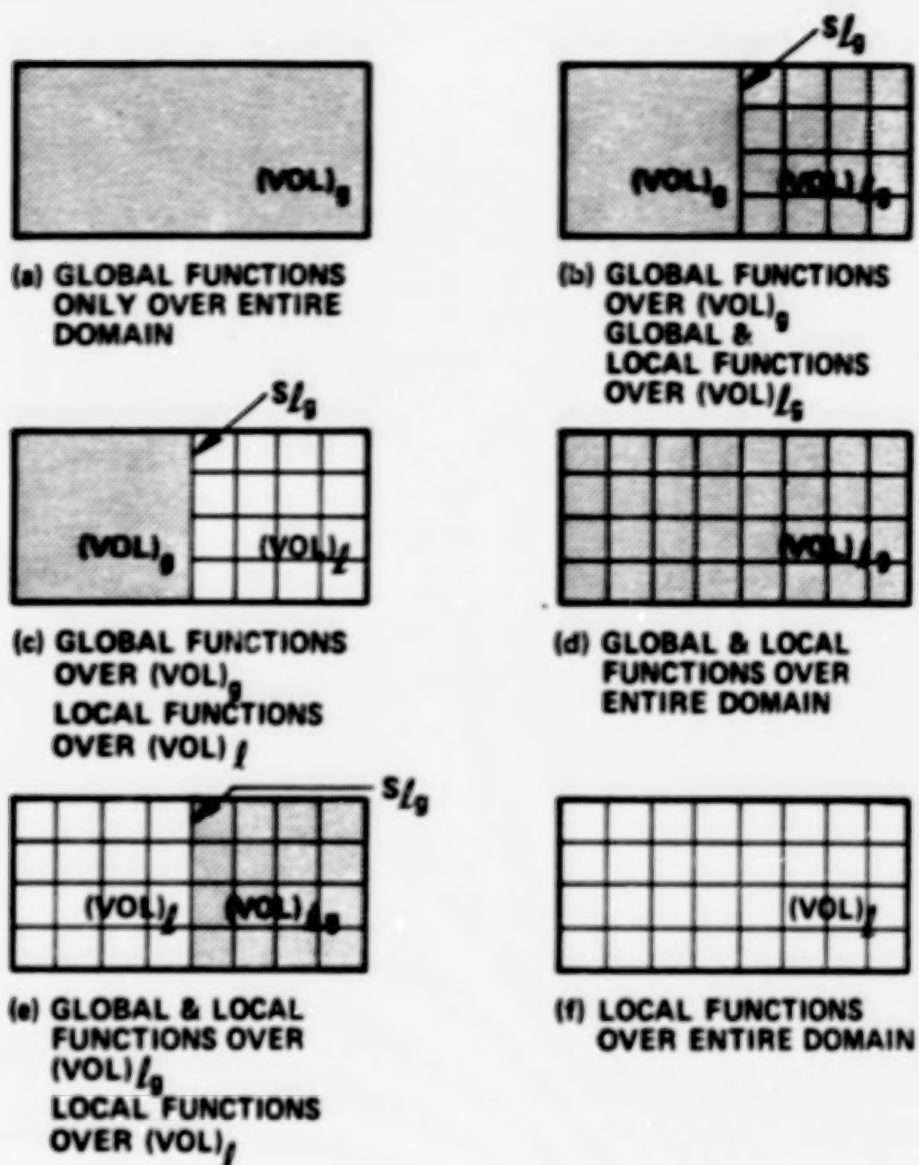 (VOL)g
(a) GLOBAL FUNCTIONS
ONLY OVER ENTIRE
DOMAIN
Sℓg
(VOL)g
(VOL)ℓg
(b) GLOBAL FUNCTIONS
OVER (VOL)g
GLOBAL &
LOCAL FUNCTIONS
OVER (VOL)ℓg
Sℓg
(VOL)g
(VOL)ℓ
(c) GLOBAL FUNCTIONS
OVER (VOL)g
LOCAL FUNCTIONS
OVER (VOL)ℓ
(VOL)ℓg
(d) GLOBAL & LOCAL
FUNCTIONS OVER
ENTIRE DOMAIN
Sℓg
(VOL)ℓ
(VOL)ℓg
(e) GLOBAL & LOCAL
FUNCTIONS OVER
(VOL)ℓg
LOCAL FUNCTIONS
OVER (VOL)ℓ
(VOL)ℓ
(f) LOCAL FUNCTIONS
OVER ENTIRE DOMAIN